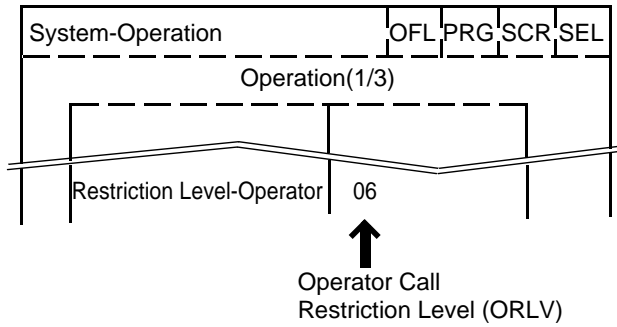 System-Operation OFL PRG SCR SEL
Operation(1/3)
Restriction Level-Operator 06
Operator Call
Restriction Level (ORLV)